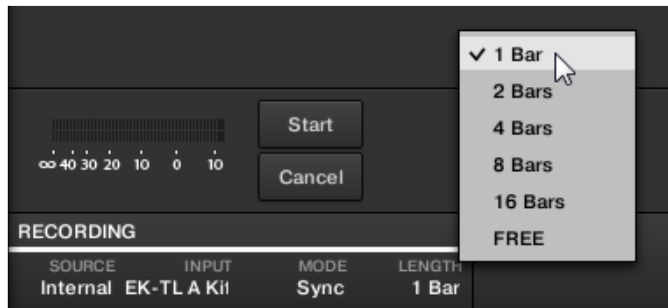 ✓ 1 Bar
2 Bars
4 Bars
8 Bars
16 Bars
FREE
Start
Cancel
∞ 40 30 20 10 0 10
RECORDING
SOURCE INPUT MODE LENGTH
Internal EK-TL A Kit Sync 1 Bar